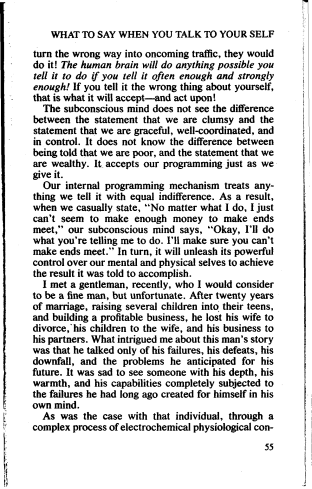 WHAT TO SAY WHEN YOU TALK TO YOUR SELF
turn the wrong way into oncoming traffic, they would
do it! The human brain will do anything possible you
tell it to do if you tell it often enough and strongly
enough! If you tell it the wrong thing about yourself,
that is what it will accept—and act upon!
The subconscious mind does not see the difference
between the statement that we are clumsy and the
statement that we are graceful, well-coordinated, and
in control. It does not know the difference between
being told that we are poor, and the statement that we
are wealthy. It accepts our programming just as we
give it.
Our internal programming mechanism treats any-
thing we tell it with equal indifference. As a result,
when we casually state, "No matter what I do, I just
can't seem to make enough money to make ends
meet," our subconscious mind says, "Okay, I'll do
what you're telling me to do. I'll make sure you can't
make ends meet." In turn, it will unleash its powerful
control over our mental and physical selves to achieve
the result it was told to accomplish.
I met a gentleman, recently, who I would consider
to be a fine man, but unfortunate. After twenty years
of marriage, raising several children into their teens,
and building a profitable business, he lost his wife to
divorce, his children to the wife, and his business to
his partners. What intrigued me about this man's story
was that he talked only of his failures, his defeats, his
downfall, and the problems he anticipated for his
future. It was sad to see someone with his depth, his
warmth, and his capabilities completely subjected to
the failures he had long ago created for himself in his
own mind.
As was the case with that individual, through a
complex process of electrochemical physiological con-
55